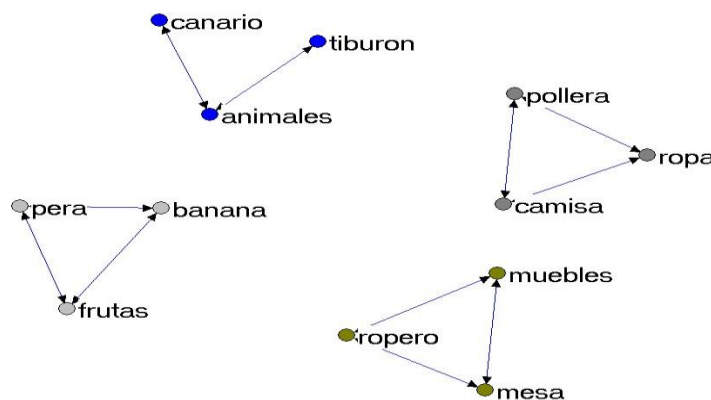 canario
tiburon
animales
pollera
ropa
camisa
pera
banana
frutas
muebles
ropero
mesa